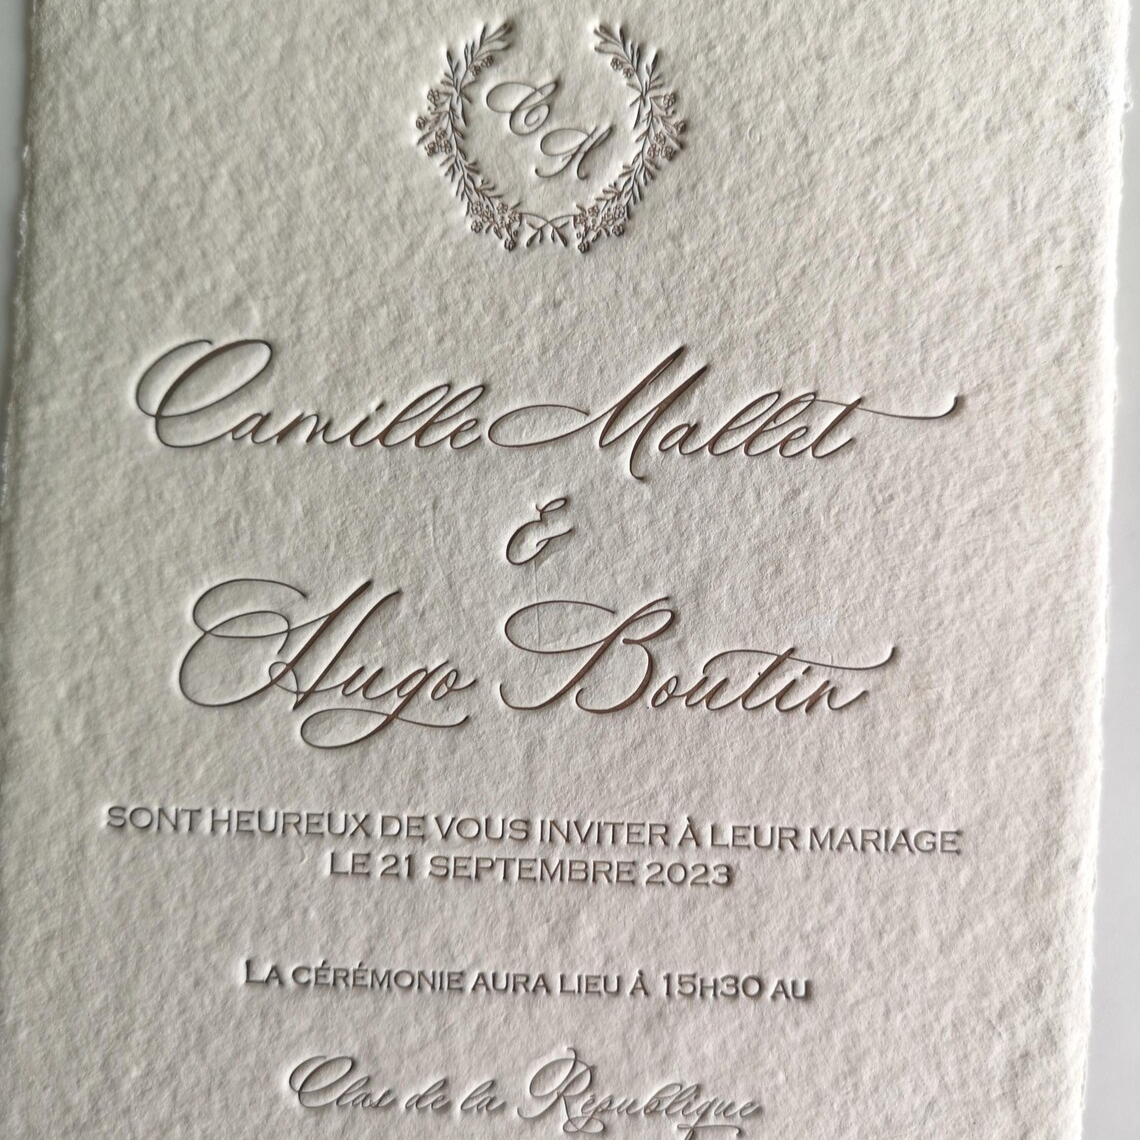 C H
Camille Mallet
&
Hugo Boutin
SONT HEUREUX DE VOUS INVITER À LEUR MARIAGE
LE 21 SEPTEMBRE 2023
LA CÉRÉMONIE AURA LIEU À 15H30 AU
Clos de la République